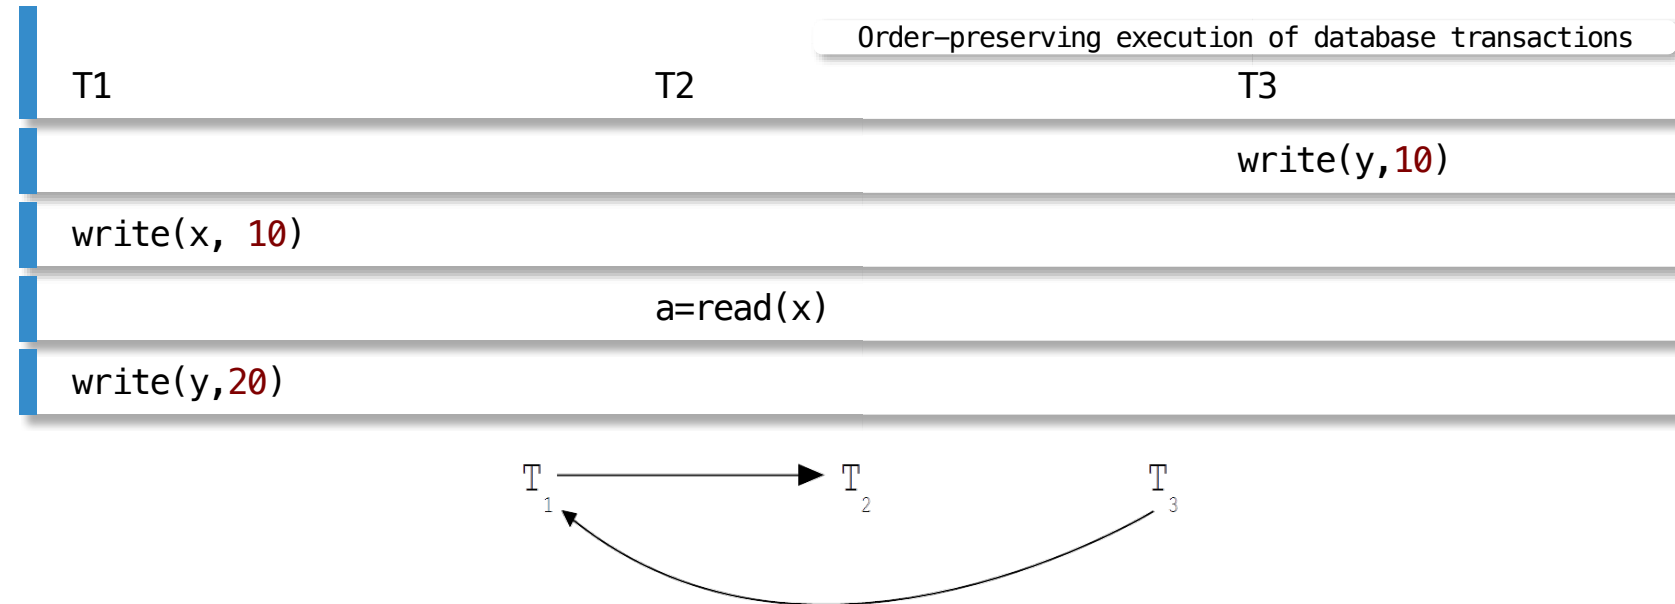 Order-preserving execution of database transactions
T1 T2 T3
write(y,10)
write(x, 10)
a=read(x)
write(y,20)
T1 T2 T3